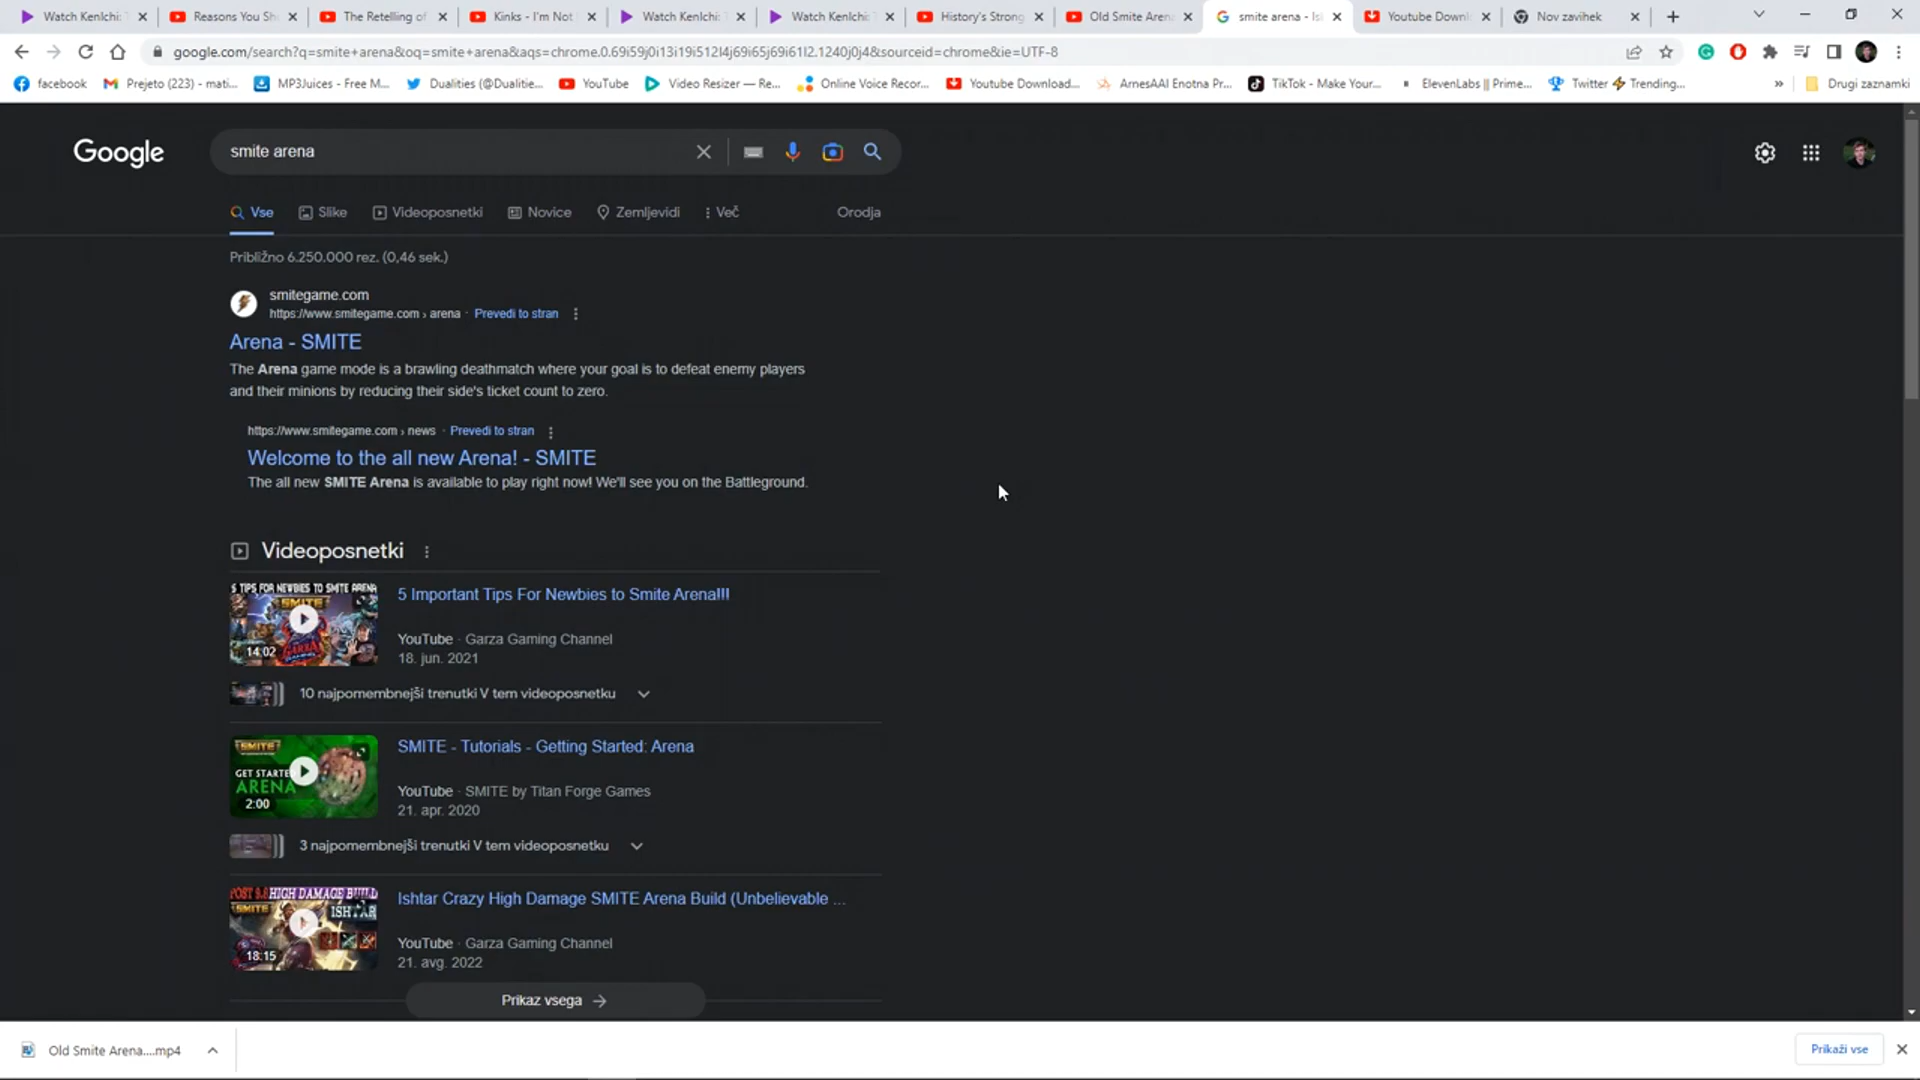 Watch Kenlchi: T
Reasons You Sh
The Retelling of
Kinks - I'm Not
Watch Kenlchi: T
Watch Kenlchi: T
History's Strong
Old Smite Aren
smite arena - Is
Youtube Downl
Nov zavihek
google.com/search?q=smite+arena&oq=smite+arena&aqs=chrome.0.69i59j0i13i19i512l4j69i65j69i61l2.1240j0j4&sourceid=chrome&ie=UTF-8
facebook
Prejeto (223) - mati...
MP3Juices - Free M...
Dualities (@Dualitie...
YouTube
Video Resizer — Re...
Online Voice Recor...
Youtube Download...
ArnesAAI Enotna Pr...
TikTok - Make Your...
ElevenLabs || Prime...
Twitter ⚡ Trending...
»
Drugi zaznamki
Google
smite arena
Vse
Slike
Videoposnetki
Novice
Zemljevidi
Več
Orodja
Približno 6.250.000 rez. (0,46 sek.)
smitegame.com
https://www.smitegame.com › arena · Prevedi to stran
Arena - SMITE
The Arena game mode is a brawling deathmatch where your goal is to defeat enemy players
and their minions by reducing their side's ticket count to zero.
https://www.smitegame.com › news · Prevedi to stran
Welcome to the all new Arena! - SMITE
The all new SMITE Arena is available to play right now! We'll see you on the Battleground.
Videoposnetki
5 TIPS FOR NEWBIES TO SMITE ARENA
SMITE
14:02
5 Important Tips For Newbies to Smite Arena!!!
YouTube · Garza Gaming Channel
18. jun. 2021
10 najpomembnejši trenutki V tem videoposnetku
SMITE
GET STARTE
ARENA
2:00
SMITE - Tutorials - Getting Started: Arena
YouTube · SMITE by Titan Forge Games
21. apr. 2020
3 najpomembnejši trenutki V tem videoposnetku
HIGH DAMAGE BUILD
SMITE
ISHTAR
18:15
Ishtar Crazy High Damage SMITE Arena Build (Unbelievable ...
YouTube · Garza Gaming Channel
21. avg. 2022
Prikaz vsega →
Old Smite Arena....mp4
Prikaži vse